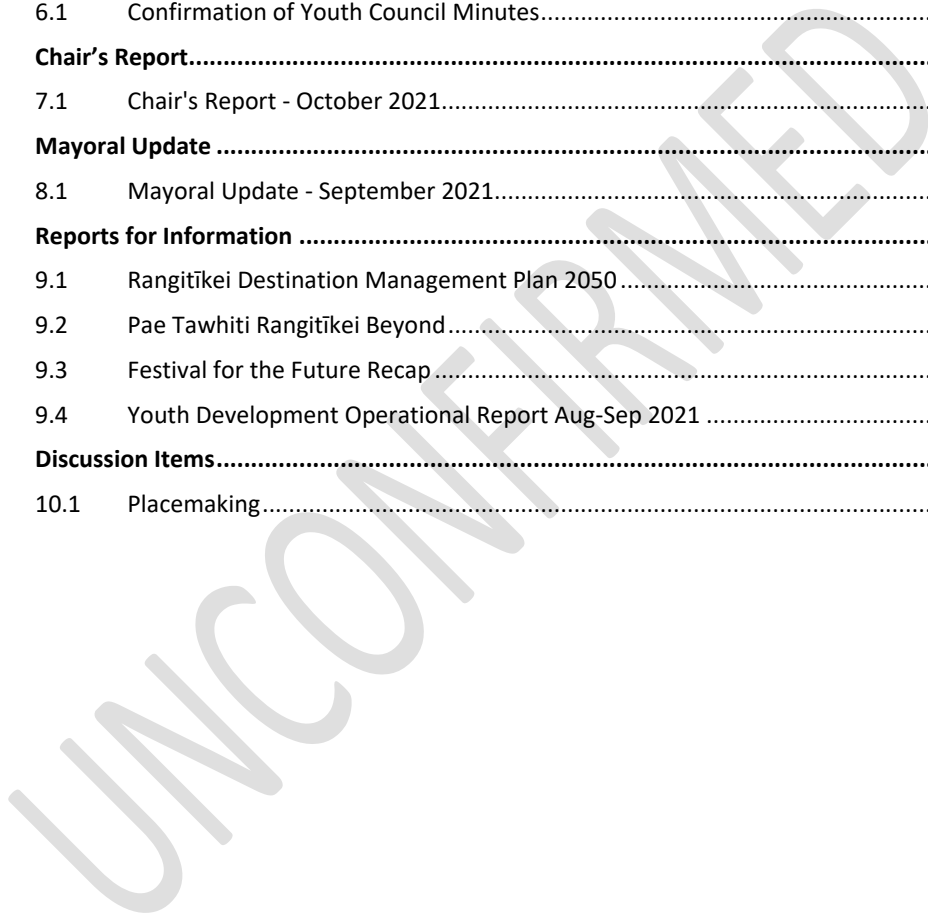 6.1 Confirmation of Youth Council Minutes........................................................
Chair's Report........................................................
7.1 Chair's Report - October 2021........................................................
Mayoral Update ........................................................
8.1 Mayoral Update - September 2021........................................................
Reports for Information ........................................................
9.1 Rangitīkei Destination Management Plan 2050 ........................................................
9.2 Pae Tawhiti Rangitīkei Beyond ........................................................
9.3 Festival for the Future Recap ........................................................
9.4 Youth Development Operational Report Aug-Sep 2021 ........................................................
Discussion Items........................................................
10.1 Placemaking........................................................
UNCONFIRMED